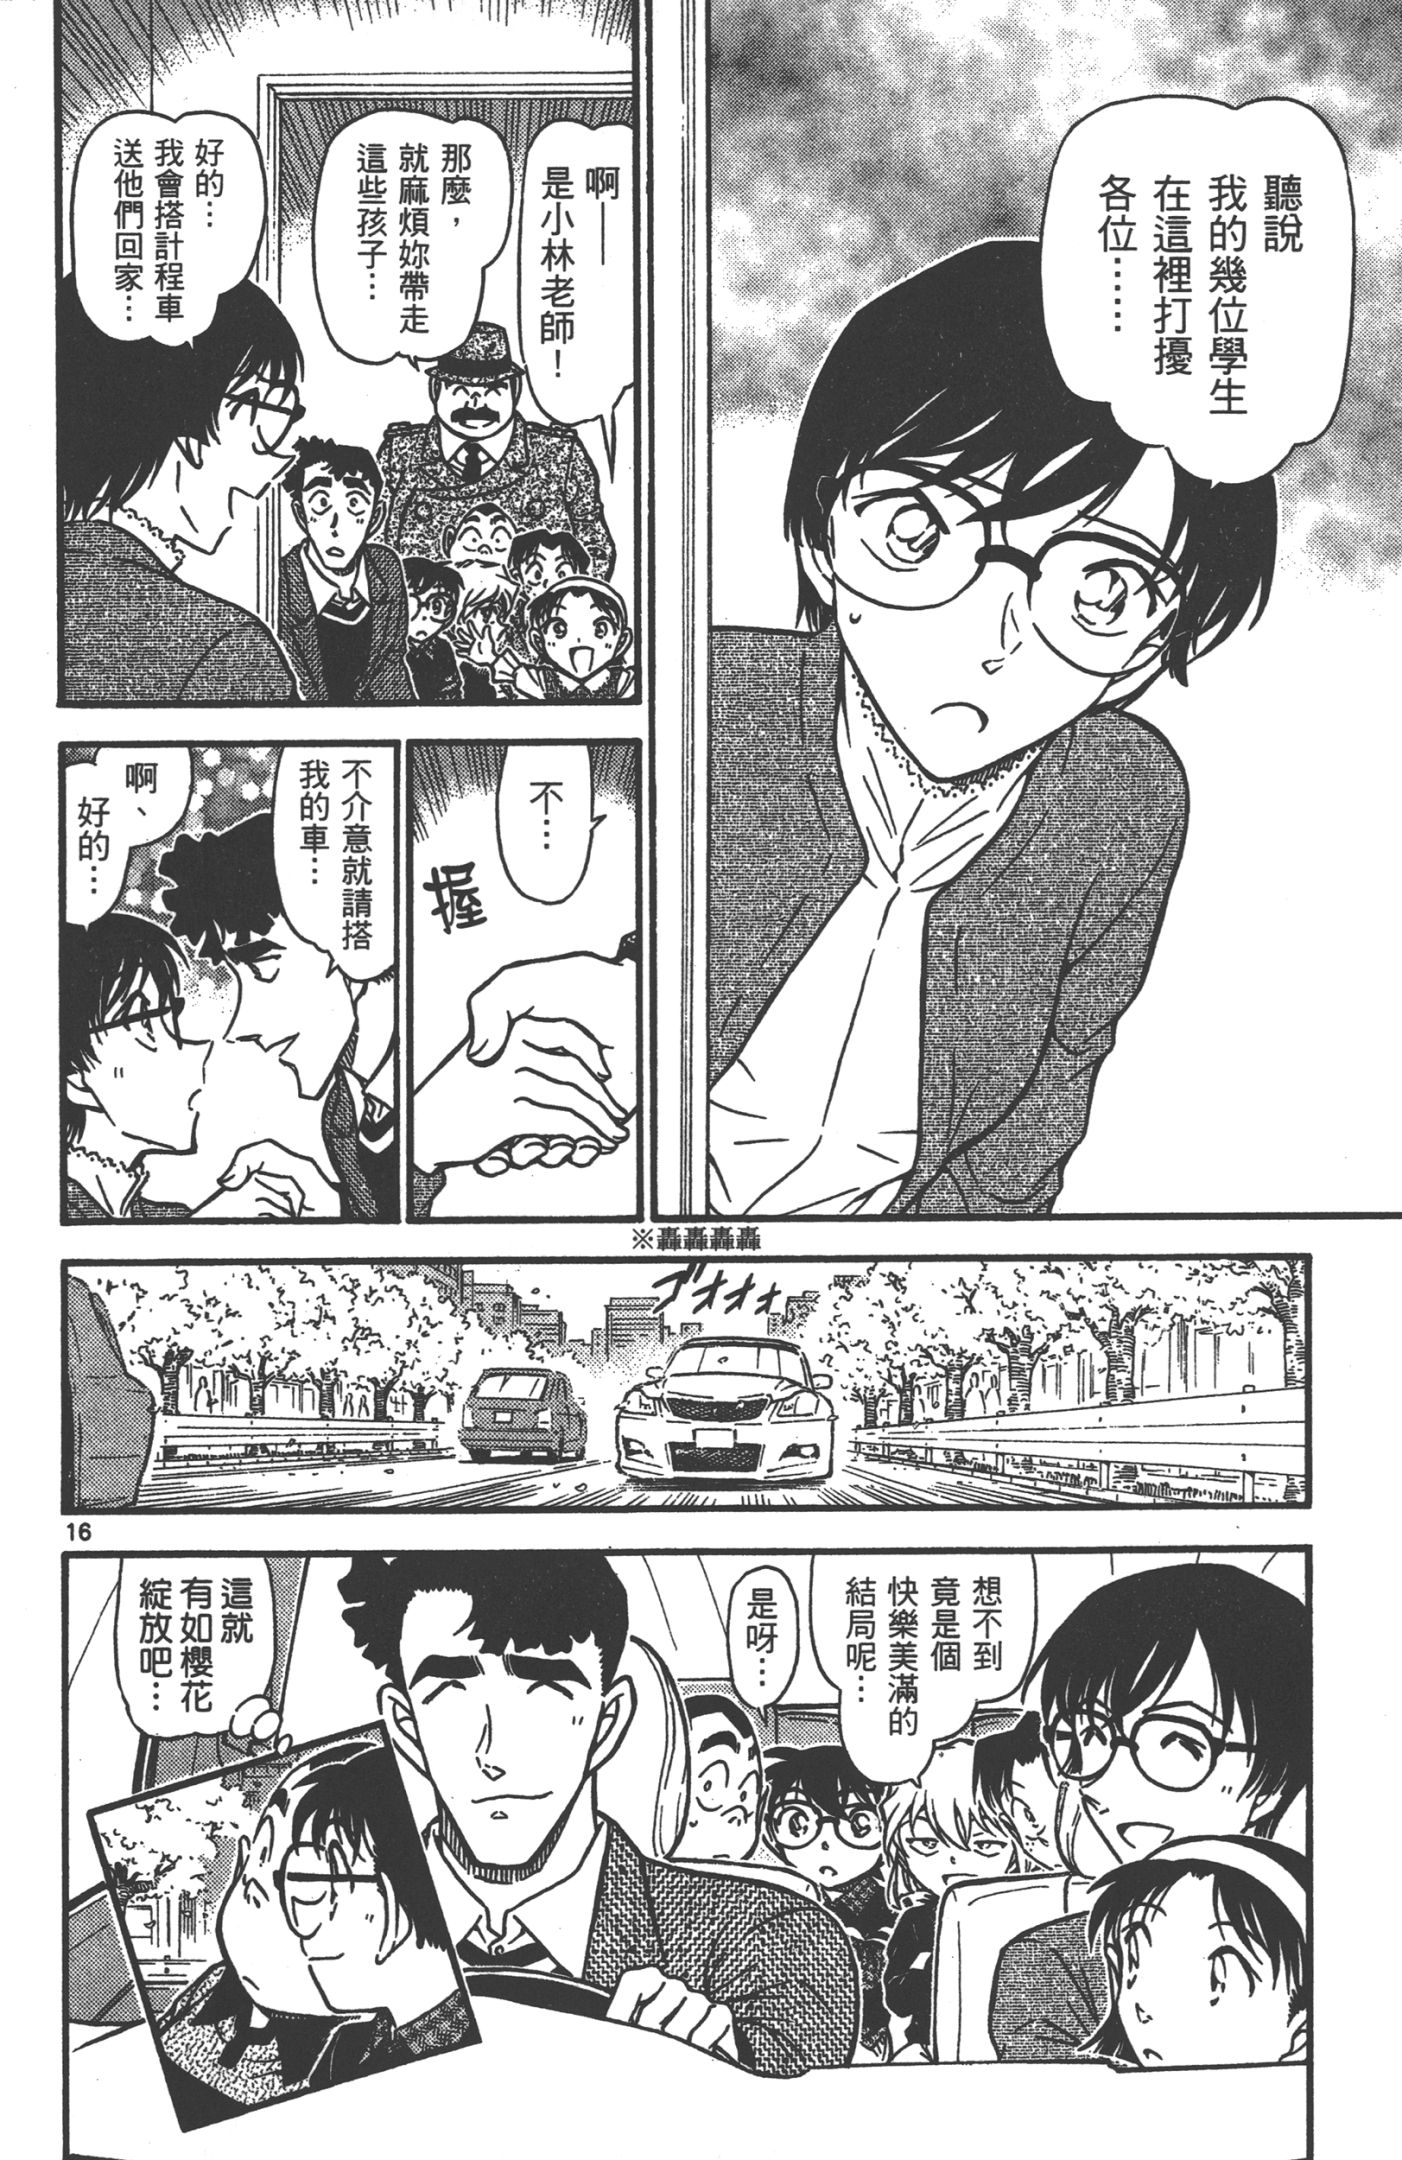 聽說
我的幾位學生
在這裡打擾
各位……
啊——
是小林老師！
那麼，
就麻煩妳帶走
這些孩子…
好的…
我會搭計程車
送他們回家…
不…
握
不介意就請搭
我的車…
啊、
好的…
※轟轟轟轟
ゴオオオ
16
想不到
竟是個
快樂美滿的
結局呢…
是呀…
這就
有如櫻花
綻放吧…